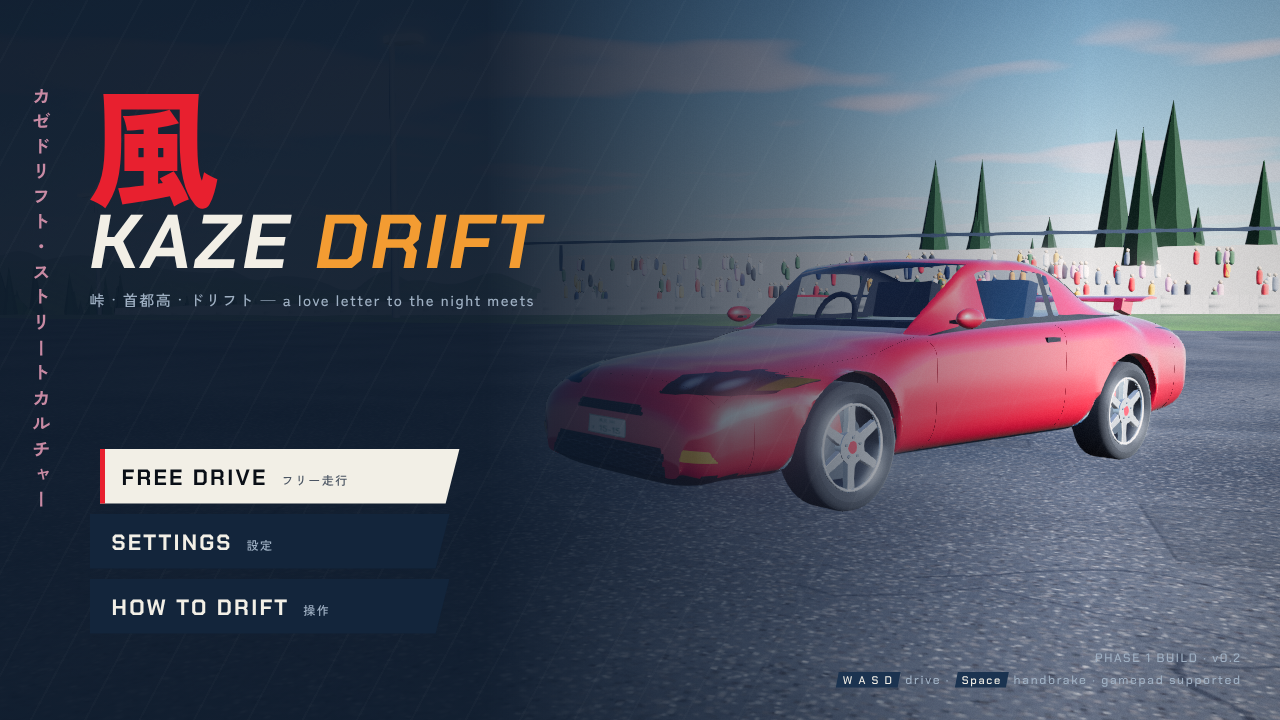 カゼドリフト・ストリートカルチャー
風
KAZE DRIFT
峠・首都高・ドリフト — a love letter to the night meets
FREE DRIVE フリー走行
SETTINGS 設定
HOW TO DRIFT 操作
PHASE 1 BUILD · v0.2
W A S D drive · Space handbrake · gamepad supported